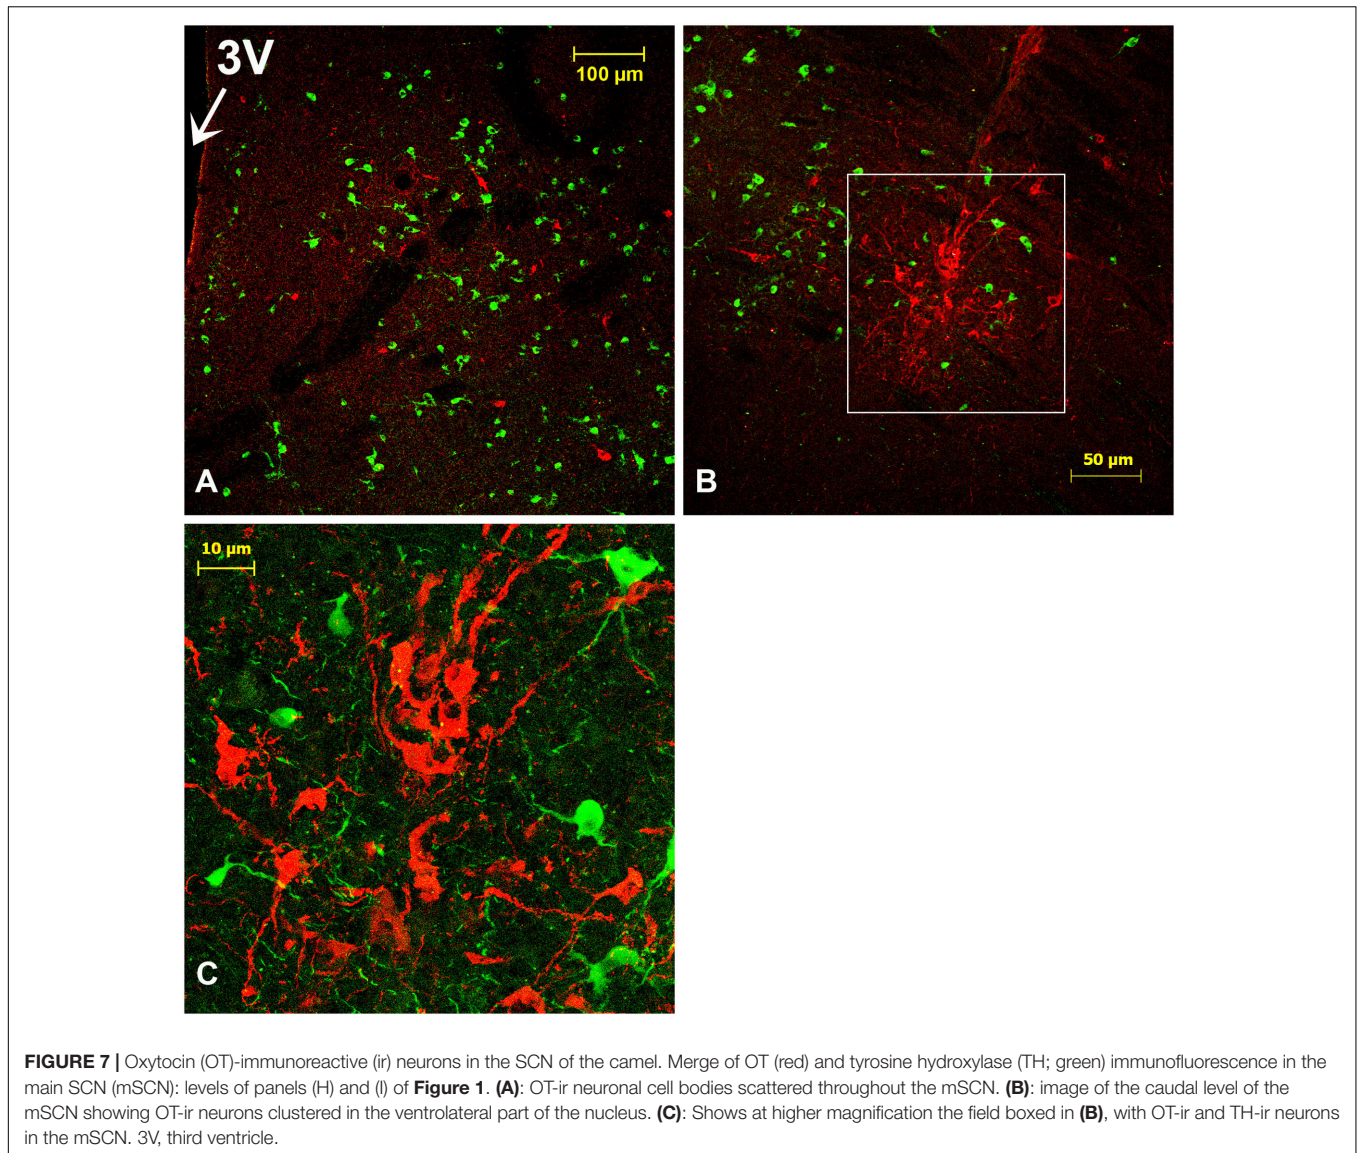 3V
100 µm
A
50 µm
B
10 µm
C
FIGURE 7 | Oxytocin (OT)-immunoreactive (ir) neurons in the SCN of the camel. Merge of OT (red) and tyrosine hydroxylase (TH; green) immunofluorescence in the
main SCN (mSCN): levels of panels (H) and (I) of Figure 1. (A): OT-ir neuronal cell bodies scattered throughout the mSCN. (B): image of the caudal level of the
mSCN showing OT-ir neurons clustered in the ventrolateral part of the nucleus. (C): Shows at higher magnification the field boxed in (B), with OT-ir and TH-ir neurons
in the mSCN. 3V, third ventricle.